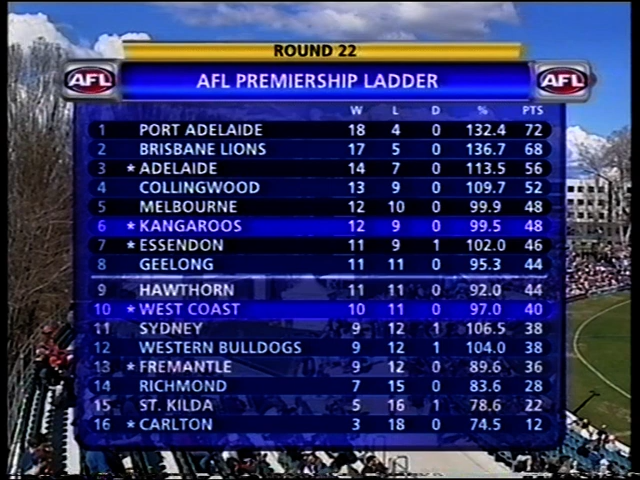 ROUND 22
AFL AFL PREMIERSHIP LADDER AFL
W L D % PTS
1 PORT ADELAIDE 18 4 0 132.4 72
2 BRISBANE LIONS 17 5 0 136.7 68
3 * ADELAIDE 14 7 0 113.5 56
4 COLLINGWOOD 13 9 0 109.7 52
5 MELBOURNE 12 10 0 99.9 48
6 * KANGAROOS 12 9 0 99.5 48
7 * ESSENDON 11 9 1 102.0 46
8 GEELONG 11 11 0 95.3 44
9 HAWTHORN 11 11 0 92.0 44
10 * WEST COAST 10 11 0 97.0 40
11 SYDNEY 9 12 1 106.5 38
12 WESTERN BULLDOGS 9 12 1 104.0 38
13 * FREMANTLE 9 12 0 89.6 36
14 RICHMOND 7 15 0 83.6 28
15 ST. KILDA 5 16 1 78.6 22
16 * CARLTON 3 18 0 74.5 12